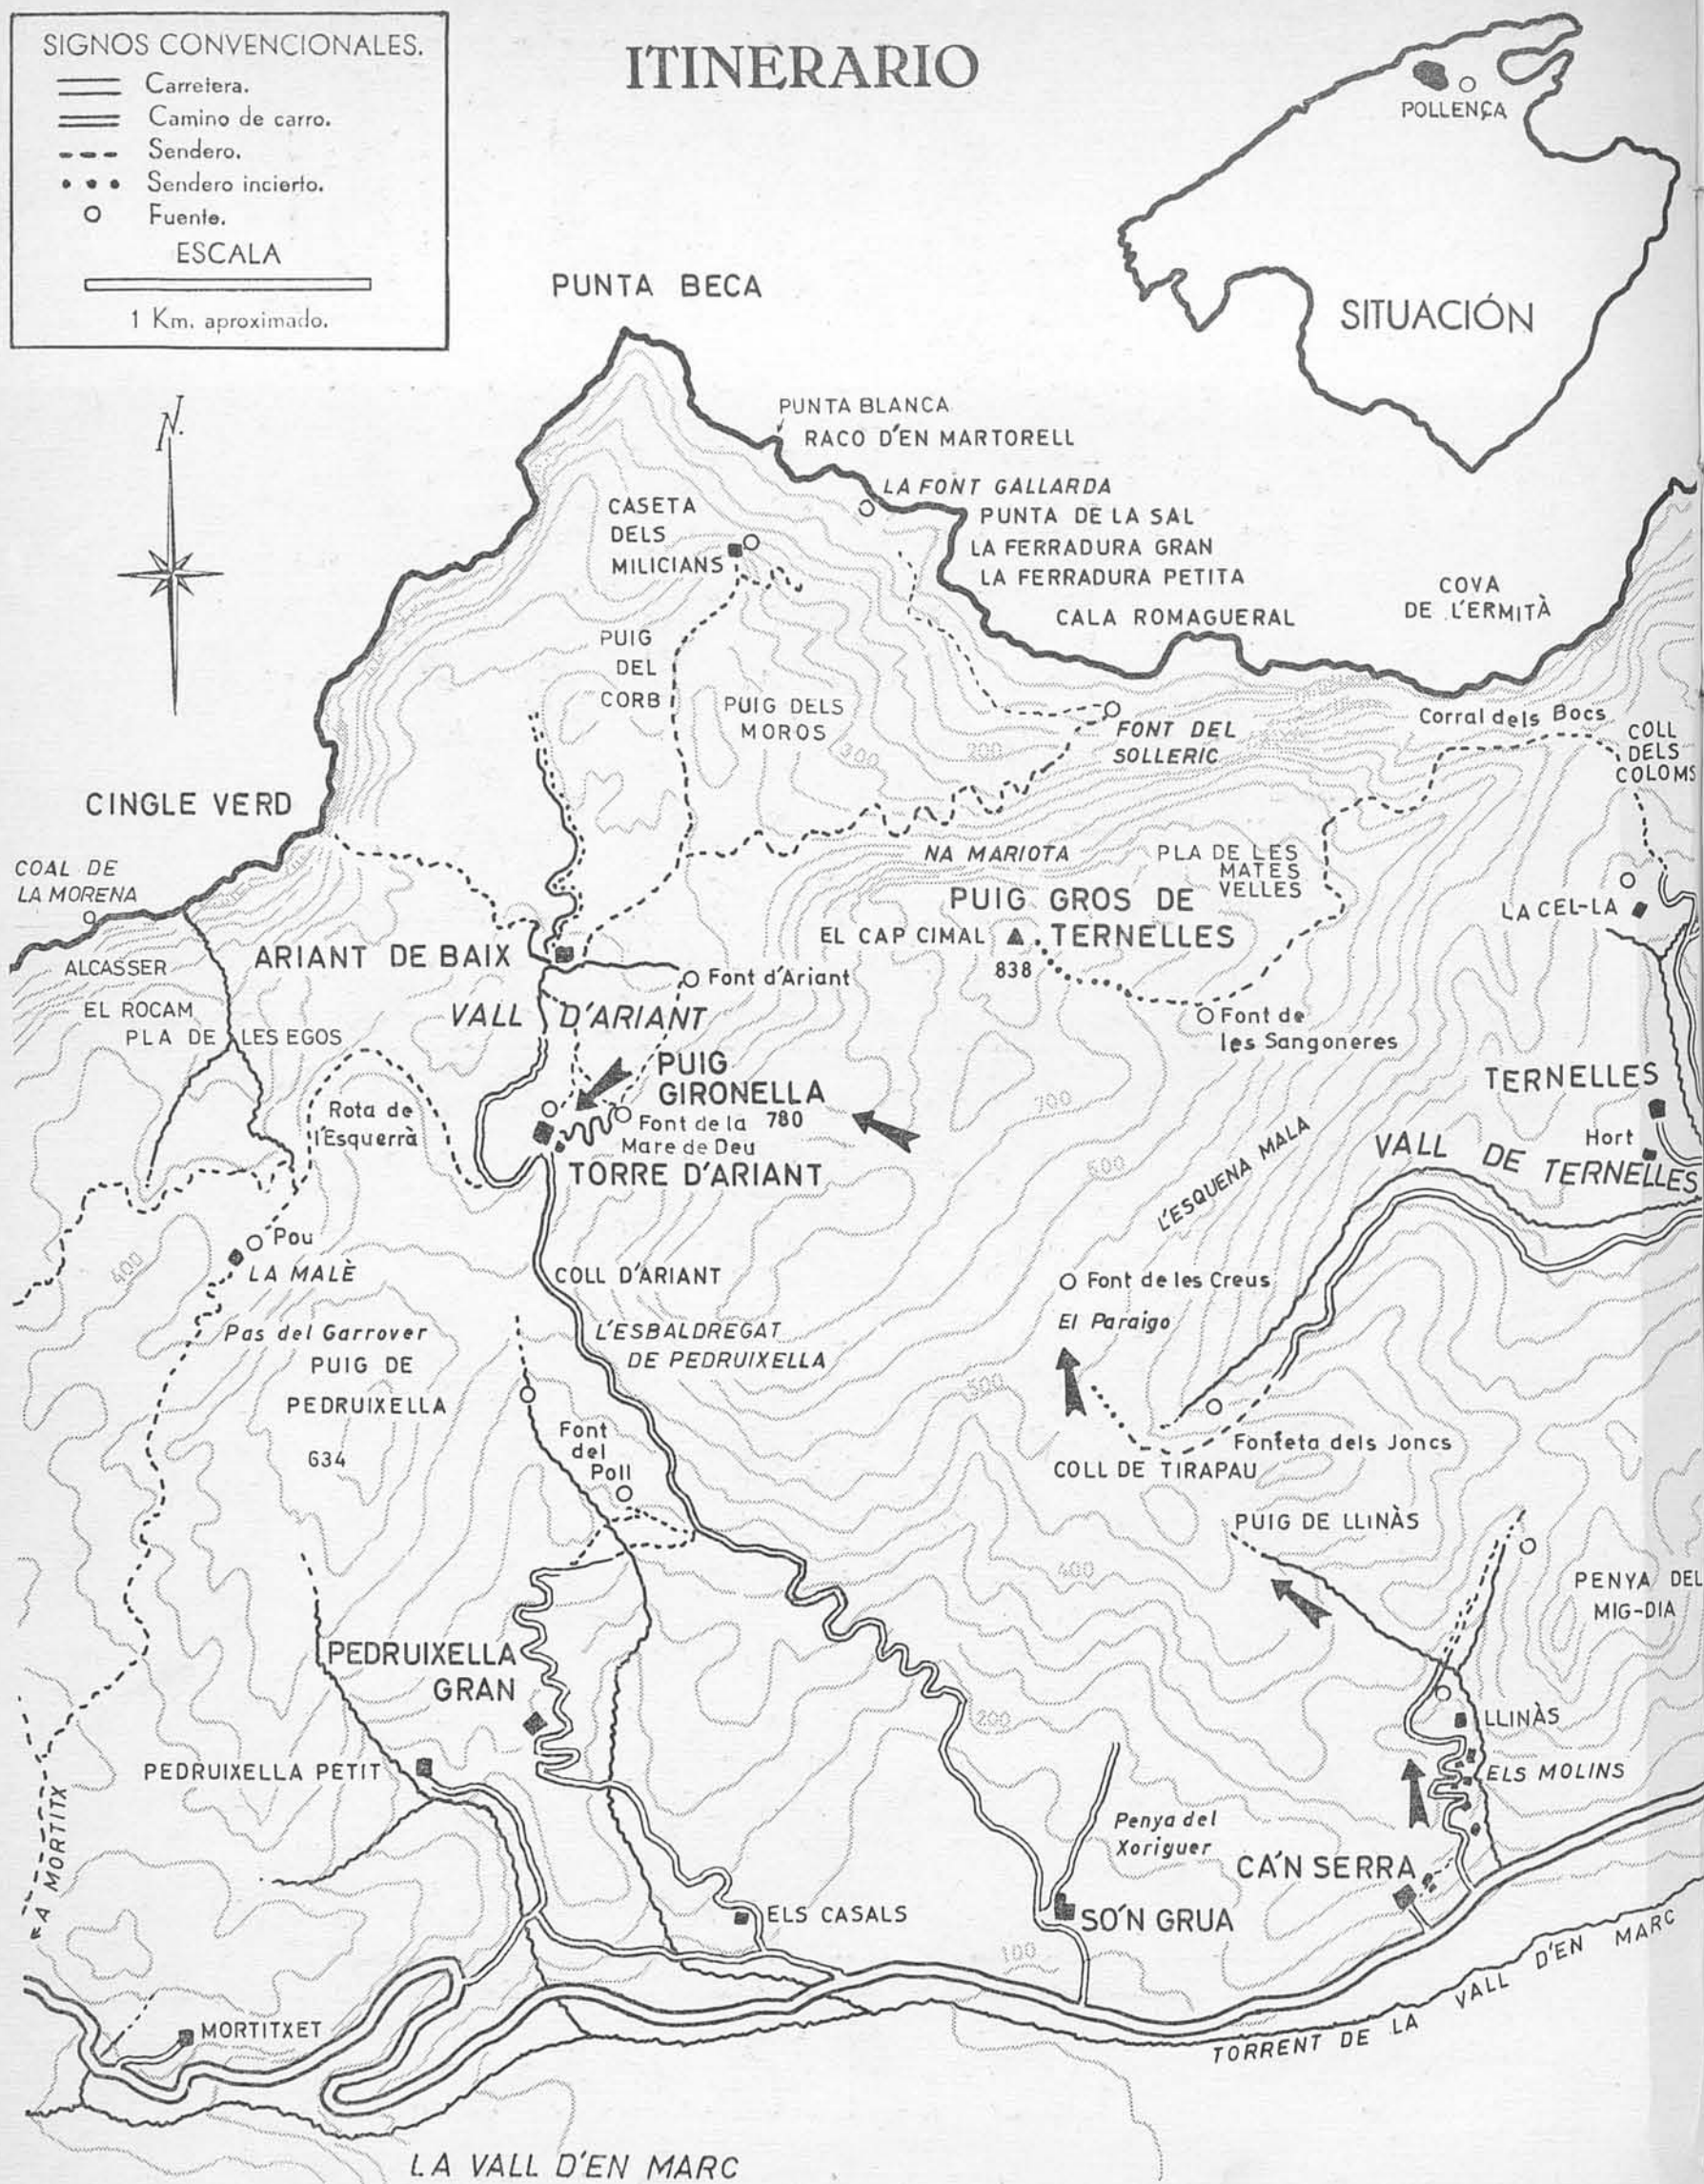 SIGNOS CONVENCIONALES.
Carretera.
Camino de carro.
Sendero.
Sendero incierto.
Fuente.
ESCALA
1 Km. aproximado.
ITINERARIO
POLLENÇA
SITUACIÓN
N.
PUNTA BECA
PUNTA BLANCA
RACO D'EN MARTORELL
LA FONT GALLARDA
PUNTA DE LA SAL
LA FERRADURA GRAN
LA FERRADURA PETITA
CALA ROMAGUERAL
COVA
DE L'ERMITÀ
CASETA
DELS
MILICIANS
PUIG
DEL
CORB
PUIG DELS
MOROS
300
200
FONT DEL
SOLLERIC
Corral dels Bocs
COLL
DELS
COLOMS
CINGLE VERD
COAL DE
LA MORENA
NA MARIOTA
PLA DE LES
MATES
VELLES
PUIG GROS DE
TERNELLES
EL CAP CIMAL
838
LA CEL-LA
ALCASSER
ARIANT DE BAIX
Font d'Ariant
EL ROCAM
PLA DE LES EGOS
VALL D'ARIANT
Font de
les Sangoneres
PUIG
GIRONELLA
780
Font de la
Mare de Deu
TORRE D'ARIANT
Rota de
l'Esquerrà
700
600
TERNELLES
Hort
VALL DE TERNELLES
L'ESQUENA MALA
400
Pou
LA MALÈ
COLL D'ARIANT
Font de les Creus
El Paraigo
Pas del Garrover
PUIG DE
PEDRUIXELLA
634
L'ESBALDREGAT
DE PEDRUIXELLA
500
Font
del
Poll
Fonteta dels Joncs
COLL DE TIRAPAU
PUIG DE LLINÀS
400
PENYA DEL
MIG-DIA
PEDRUIXELLA
GRAN
200
LLINÀS
PEDRUIXELLA PETIT
ELS MOLINS
A MORTITX
Penya del
Xoriguer
CA'N SERRA
ELS CASALS
SO'N GRUA
100
MORTITXET
TORRENT DE LA VALL D'EN MARC
LA VALL D'EN MARC